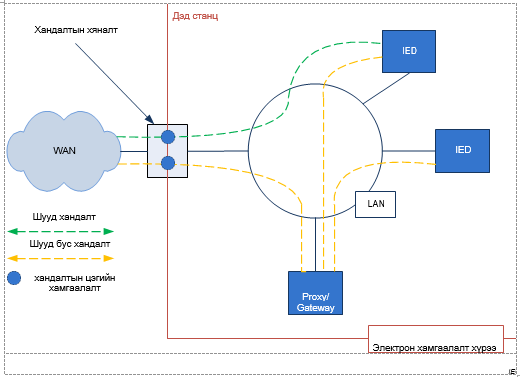 Дэд станц
Хандалтын хяналт
IED
WAN
IED
LAN
Шууд хандалт
Шууд бус хандалт
хандалтын цэгийн
хамгаалалт
Proxy/
Gateway
Электрон хамгаалалт хүрээ